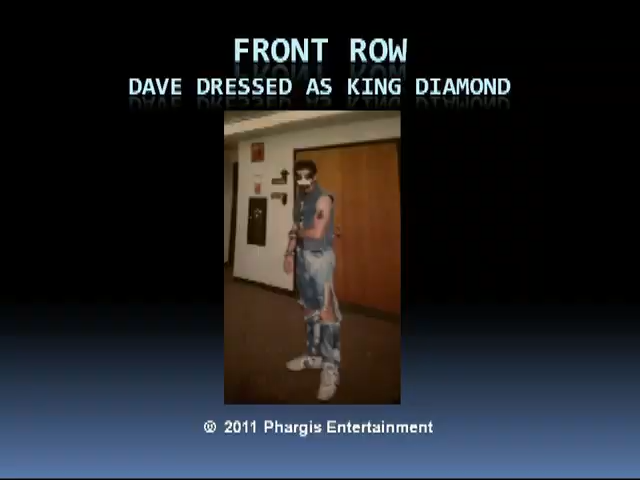 FRONT ROW
DAVE DRESSED AS KING DIAMOND
© 2011 Phargis Entertainment